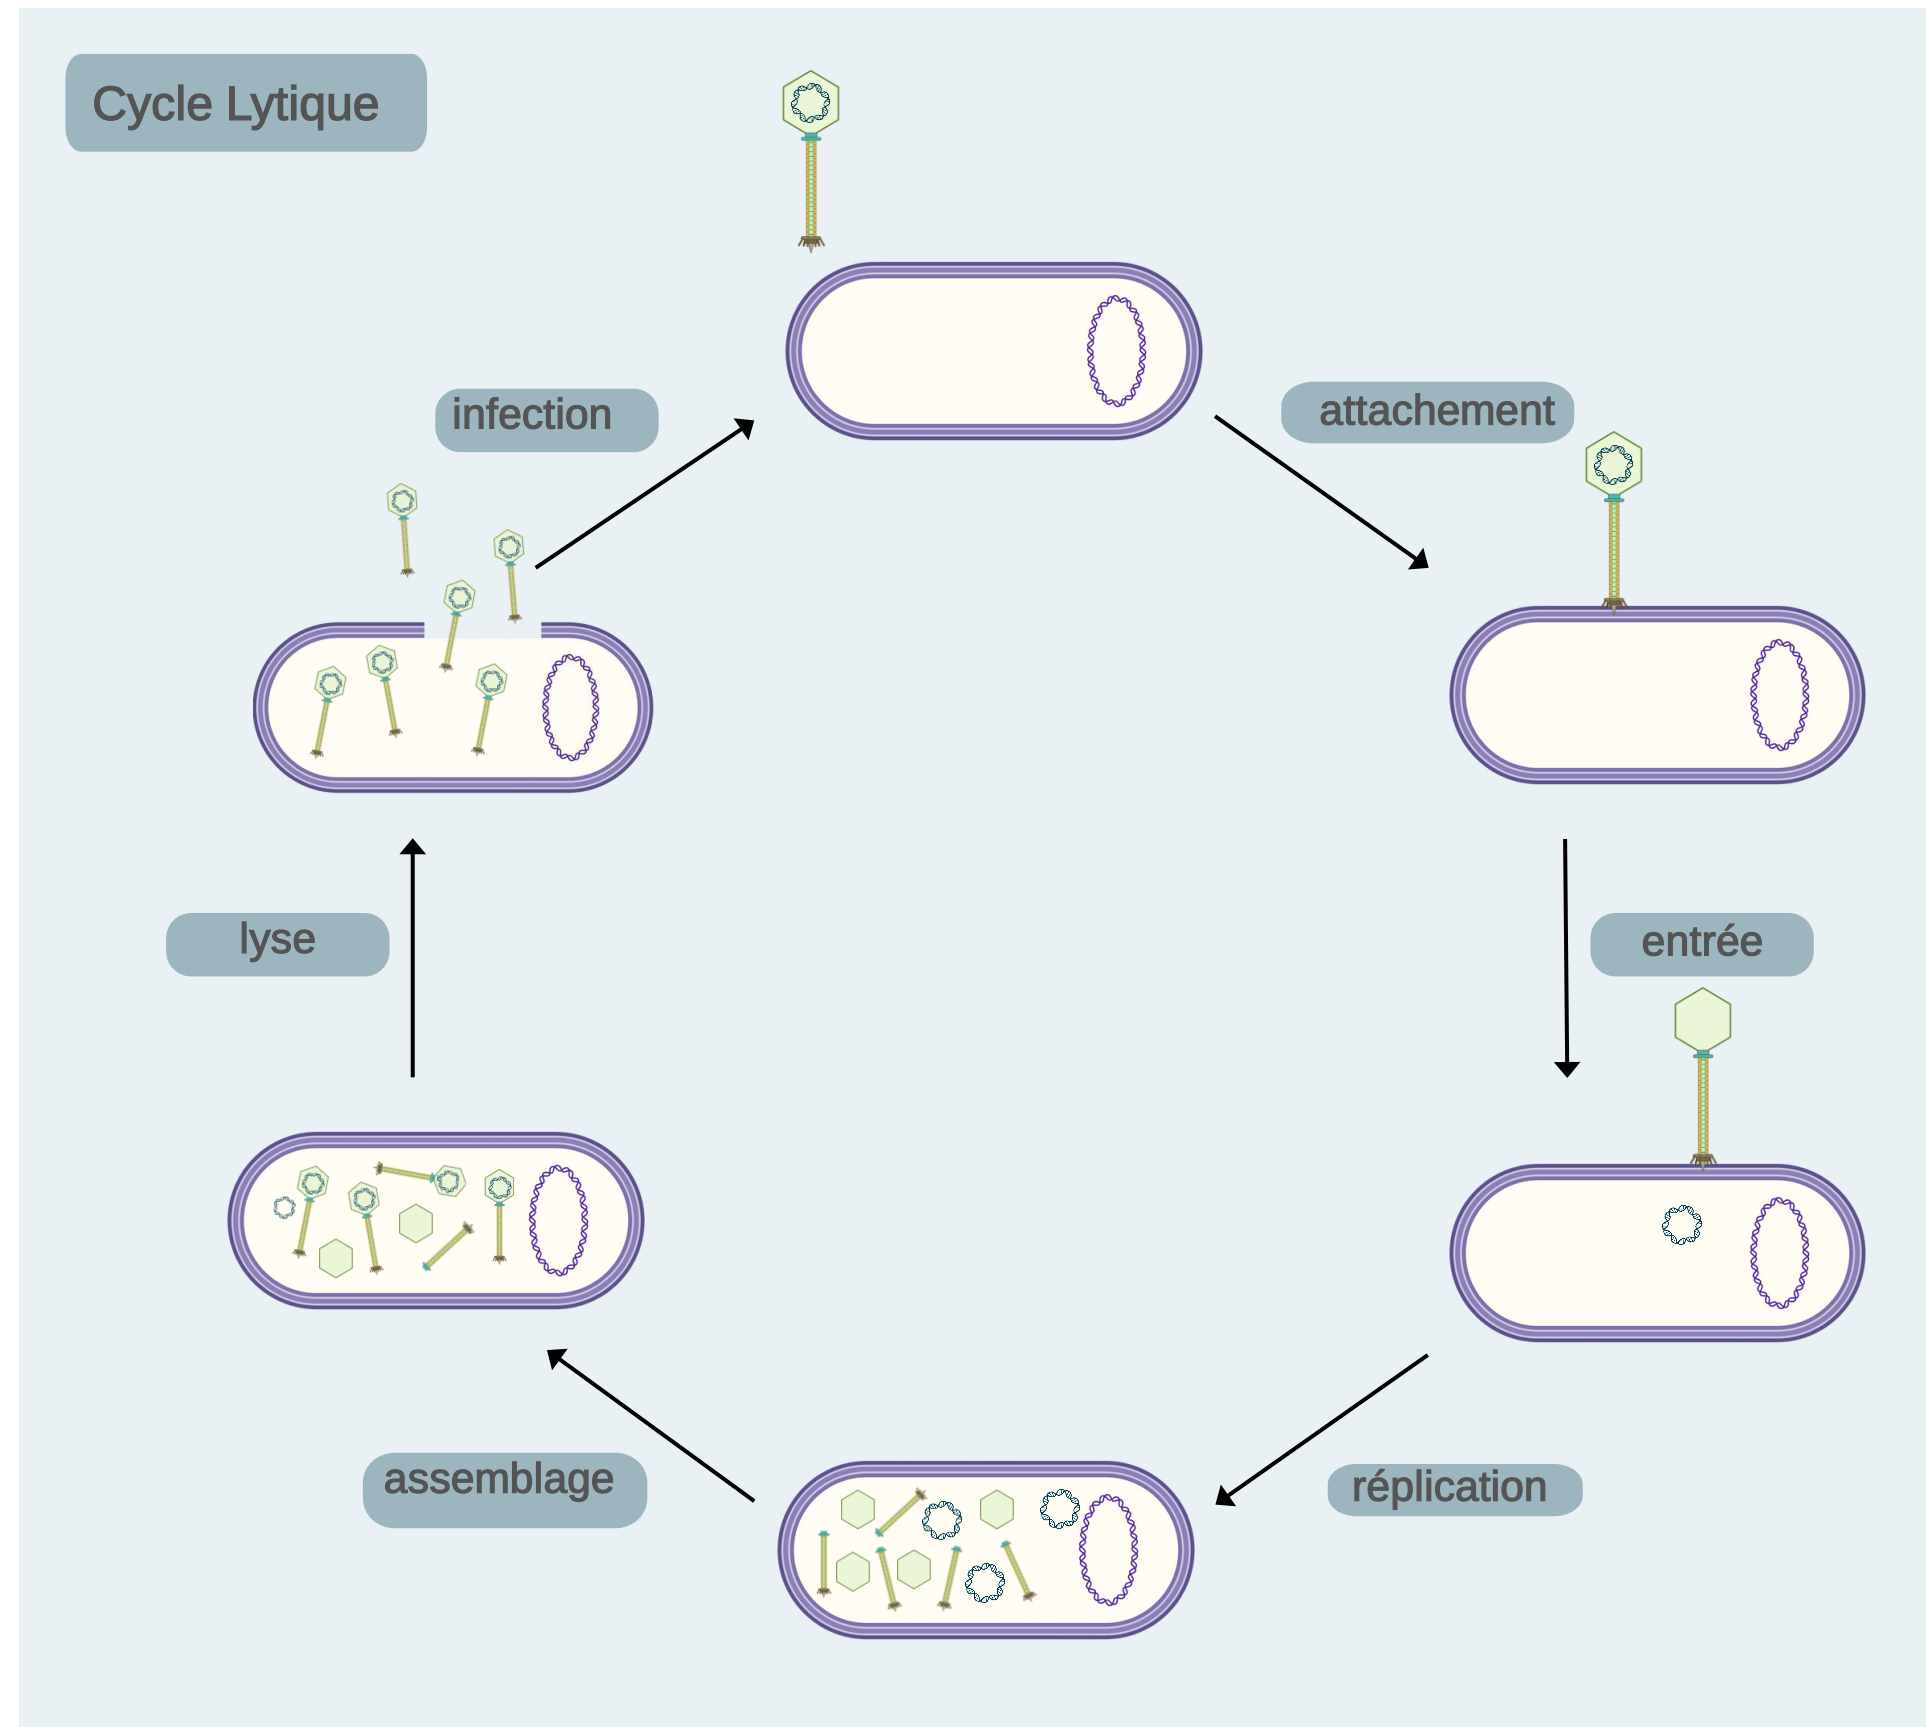 Cycle Lytique
infection
attachement
lyse
entrée
assemblage
réplication